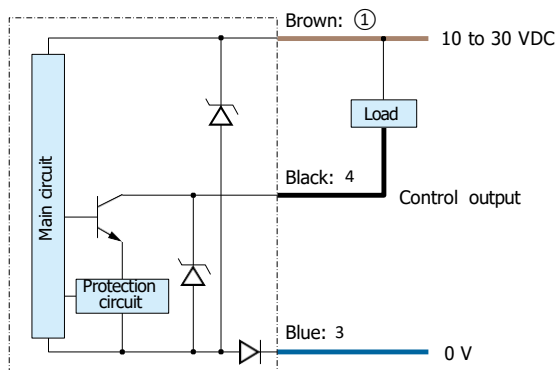 Brown: ①
10 to 30 VDC
Main circuit
Load
Black: 4
Control output
Protection
circuit
Blue: 3
0 V